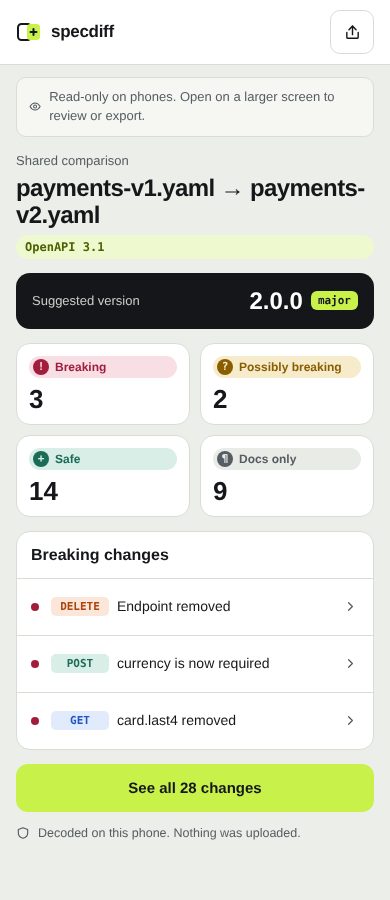 specdiff
Read-only on phones. Open on a larger screen to
review or export.
Shared comparison
payments-v1.yaml → payments-
v2.yaml
OpenAPI 3.1
Suggested version 2.0.0 major
! Breaking
3
? Possibly breaking
2
+ Safe
14
¶ Docs only
9
Breaking changes
DELETE Endpoint removed
POST currency is now required
GET card.last4 removed
See all 28 changes
Decoded on this phone. Nothing was uploaded.